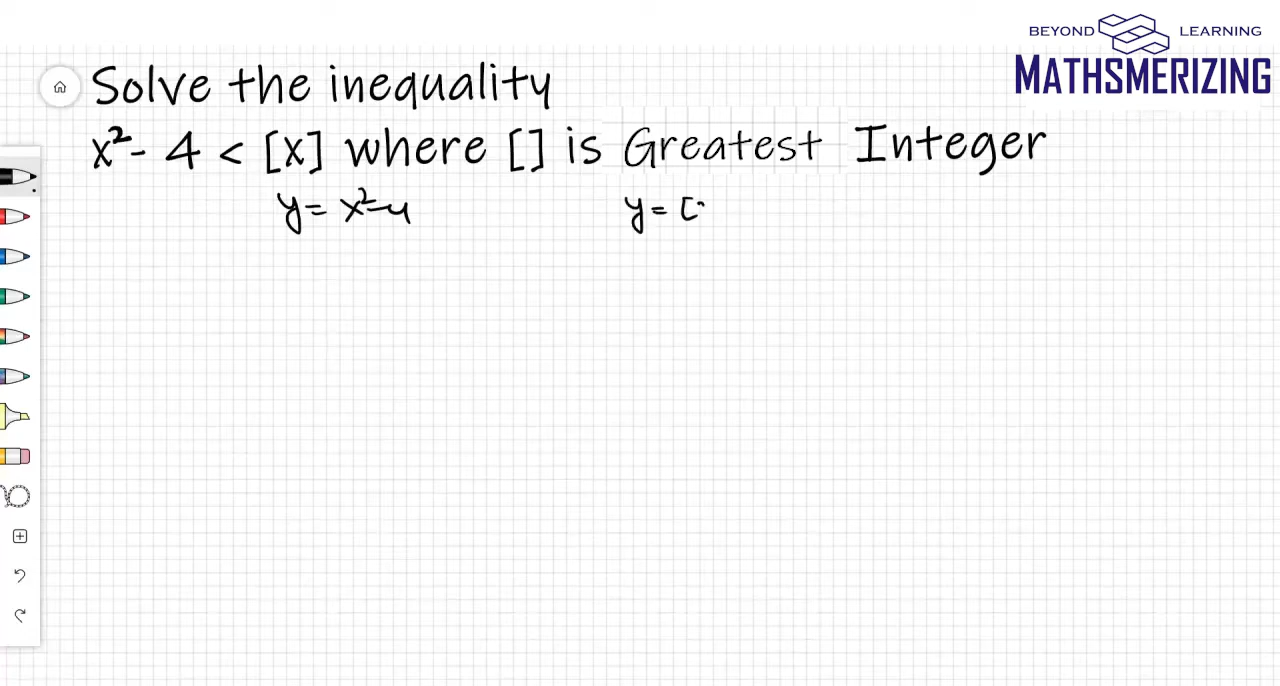 BEYOND LEARNING
MATHSMERIZING
Solve the inequality
x²- 4 < [x] where [] is Greatest Integer
y = x²-4 y = [